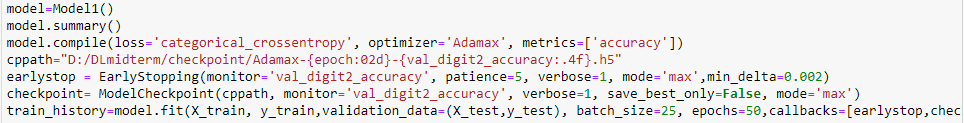 model=Model1()
model.summary()
model.compile(loss='categorical_crossentropy', optimizer='Adamax', metrics=['accuracy'])
cppath="D:/DLmidterm/checkpoint/Adamax-{epoch:02d}-{val_digit2_accuracy:.4f}.h5"
earlystop = EarlyStopping(monitor='val_digit2_accuracy', patience=5, verbose=1, mode='max',min_delta=0.002)
checkpoint= ModelCheckpoint(cppath, monitor='val_digit2_accuracy', verbose=1, save_best_only=False, mode='max')
train_history=model.fit(X_train, y_train,validation_data=(X_test,y_test), batch_size=25, epochs=50,callbacks=[earlystop,chec